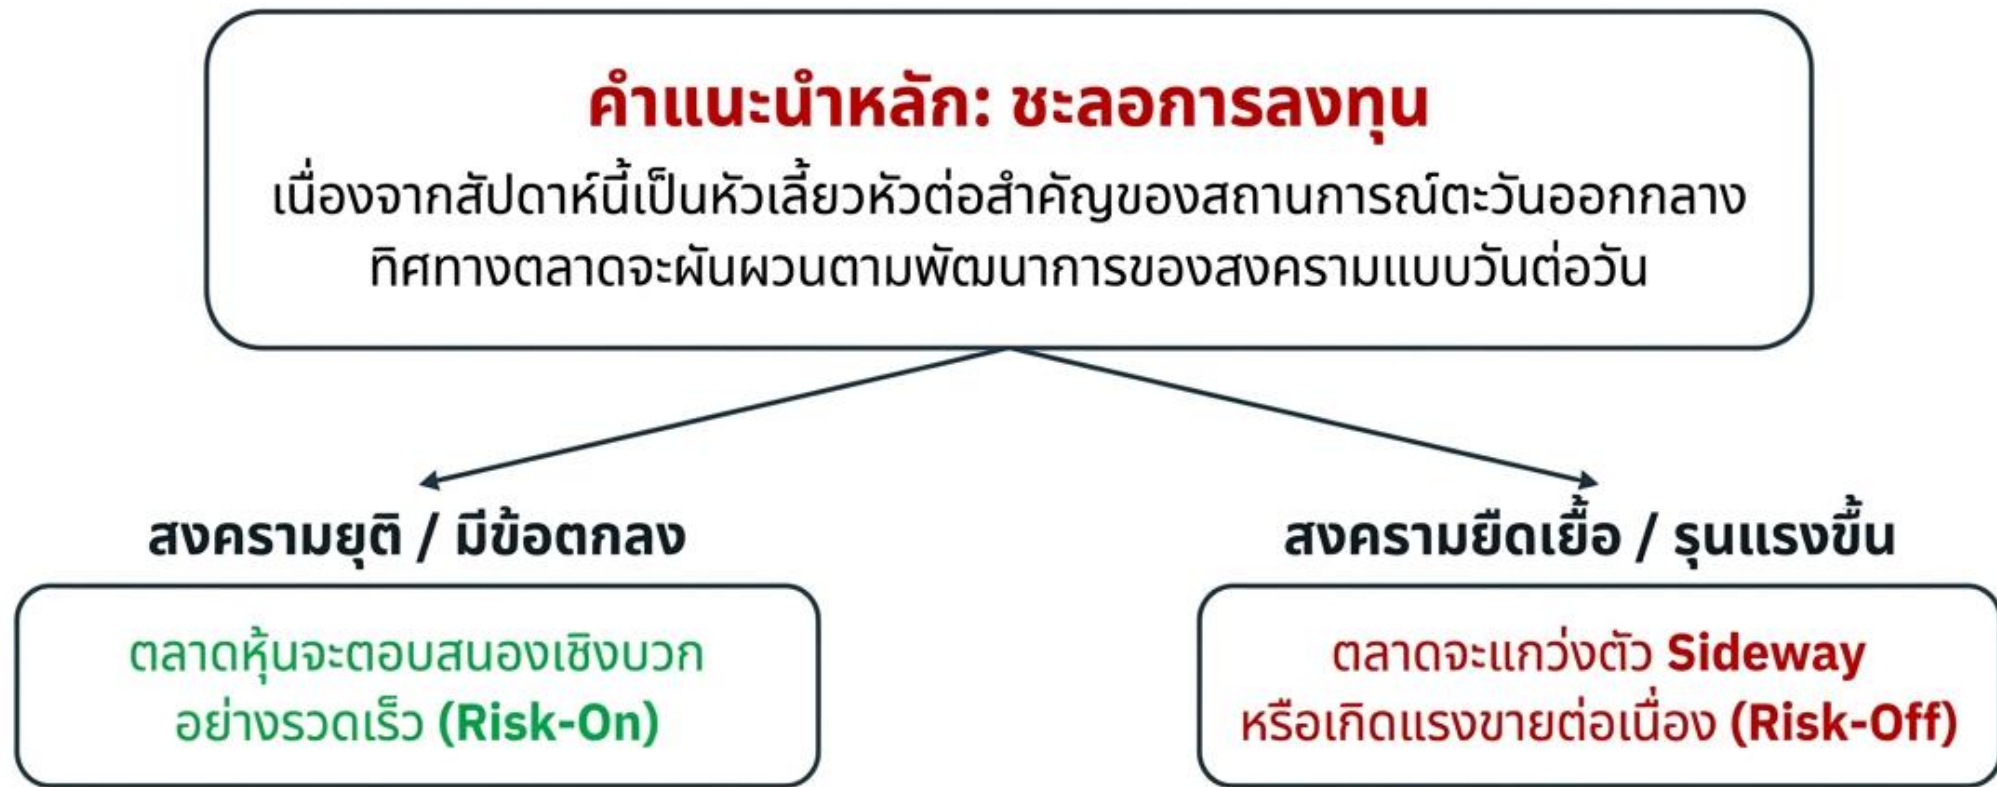 คำแนะนำหลัก: ชะลอการลงทุน
เนื่องจากสัปดาห์นี้เป็นหัวเลี้ยวหัวต่อสำคัญของสถานการณ์ตะวันออกกลาง
ทิศทางตลาดจะผันผวนตามพัฒนาการของสงครามแบบวันต่อวัน
สงครามยุติ / มีข้อตกลง
ตลาดหุ้นจะตอบสนองเชิงบวก
อย่างรวดเร็ว (Risk-On)
สงครามยืดเยื้อ / รุนแรงขึ้น
ตลาดจะแกว่งตัว Sideway
หรือเกิดแรงขายต่อเนื่อง (Risk-Off)